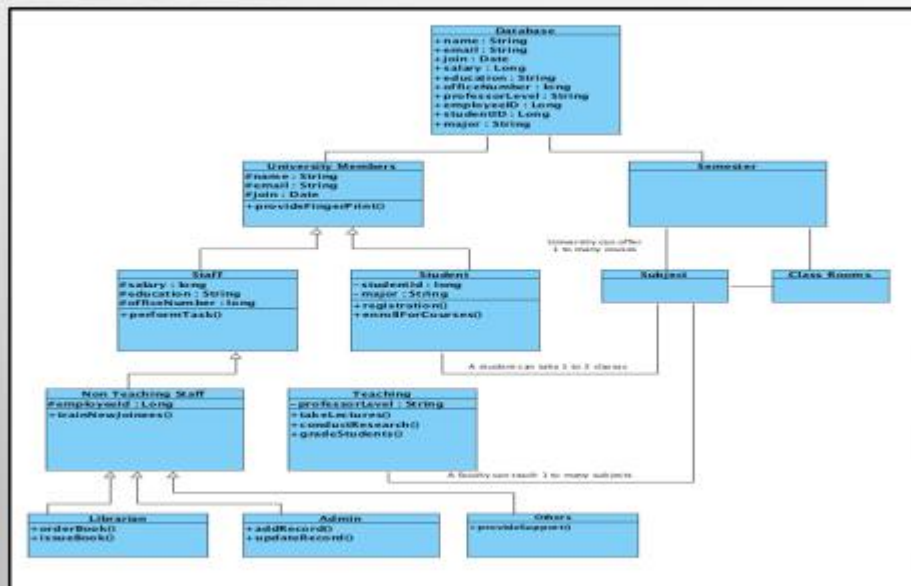 Database
+name : String
+email : String
+join : Date
+salary : Long
+education : String
+officeNumber : long
+professorLevel : String
+employeeID : Long
+studentID : Long
+major : String
University Members
#name : String
#email : String
#join : Date
+provideFingerPrint()
Semester
University can offer
1 to many courses
Staff
#salary : long
#education : String
#officeNumber : long
+performTask()
Student
-studentId : long
-major : String
+registration()
+enrollForCourses()
Subject
Class Rooms
A student can take 1 to 3 classes
Non Teaching Staff
#employeeId : Long
+trainNewJoinees()
Teaching
-professorLevel : String
+takeLectures()
+conductResearch()
+gradeStudents()
A faculty can teach 1 to many subjects
Librarian
+orderBook()
+issueBook()
Admin
+addRecord()
+updateRecord()
Others
+provideSupport()